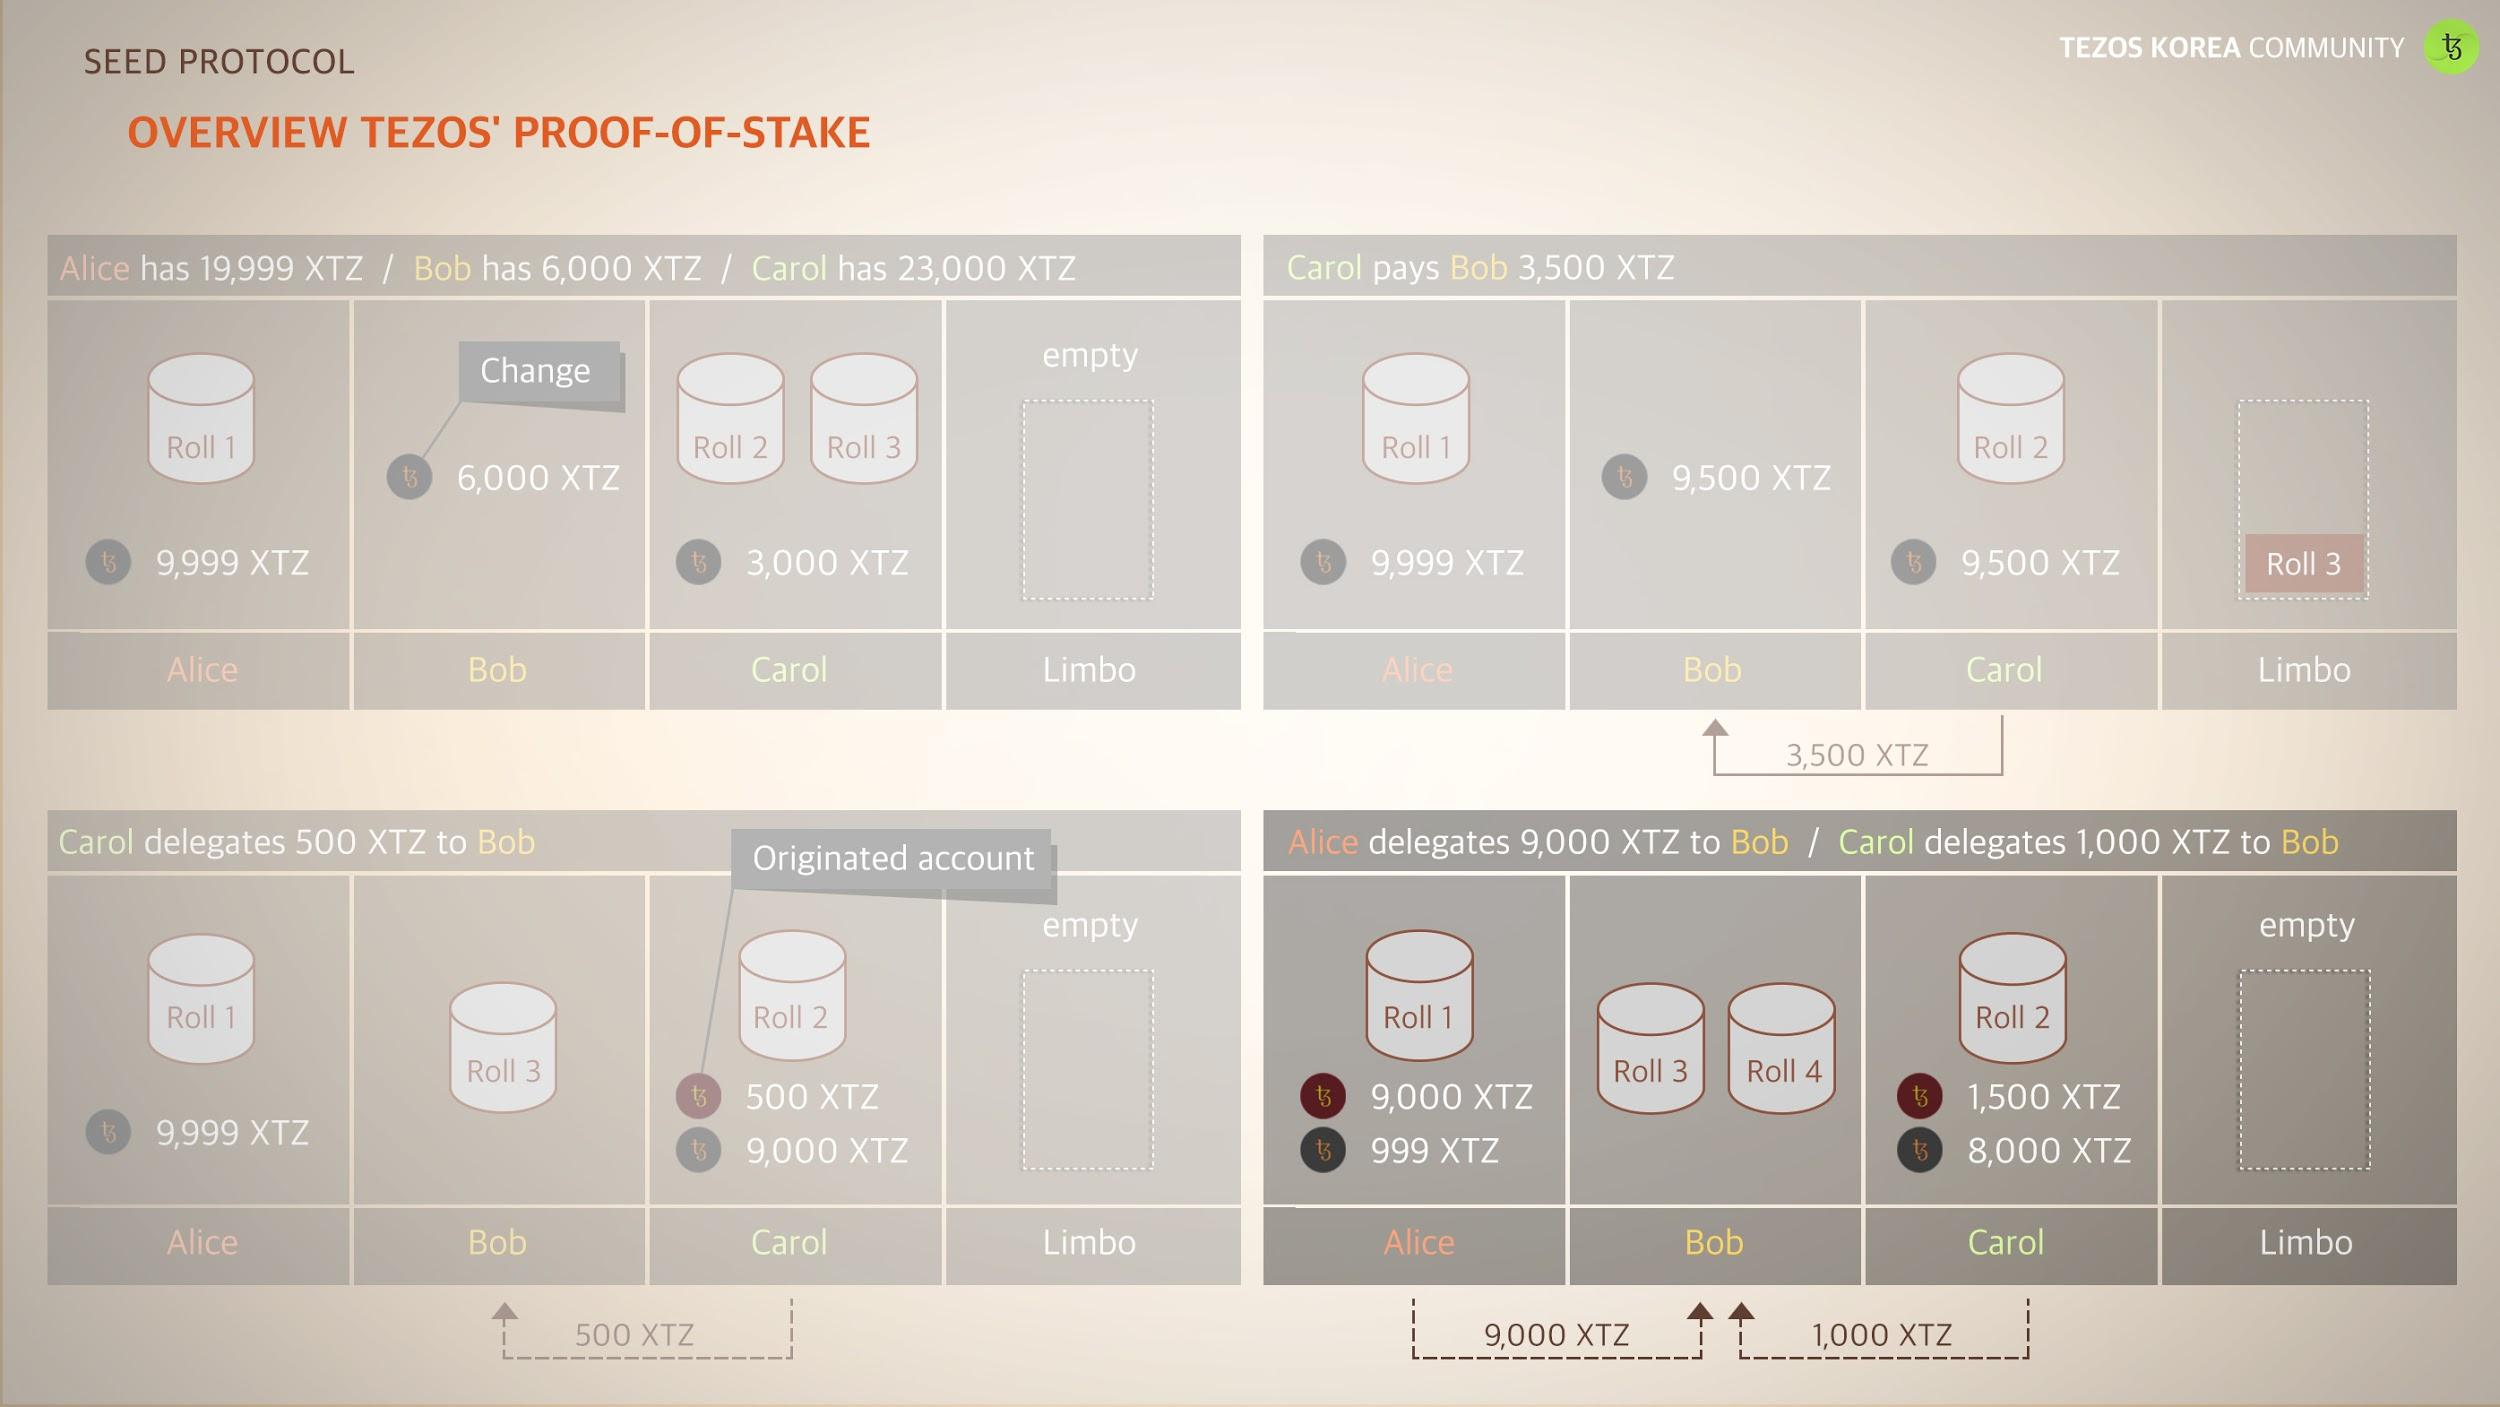 SEED PROTOCOL
TEZOS KOREA COMMUNITY
OVERVIEW TEZOS' PROOF-OF-STAKE
Alice has 19,999 XTZ / Bob has 6,000 XTZ / Carol has 23,000 XTZ
Change
empty
Roll 1
Roll 2
Roll 3
6,000 XTZ
9,999 XTZ
3,000 XTZ
Alice
Bob
Carol
Limbo
Carol pays Bob 3,500 XTZ
Roll 1
Roll 2
9,500 XTZ
9,999 XTZ
9,500 XTZ
Roll 3
Alice
Bob
Carol
Limbo
3,500 XTZ
Carol delegates 500 XTZ to Bob
Originated account
empty
Roll 1
Roll 2
Roll 3
500 XTZ
9,999 XTZ
9,000 XTZ
Alice
Bob
Carol
Limbo
500 XTZ
Alice delegates 9,000 XTZ to Bob / Carol delegates 1,000 XTZ to Bob
empty
Roll 1
Roll 2
Roll 3
Roll 4
9,000 XTZ
1,500 XTZ
999 XTZ
8,000 XTZ
Alice
Bob
Carol
Limbo
9,000 XTZ
1,000 XTZ